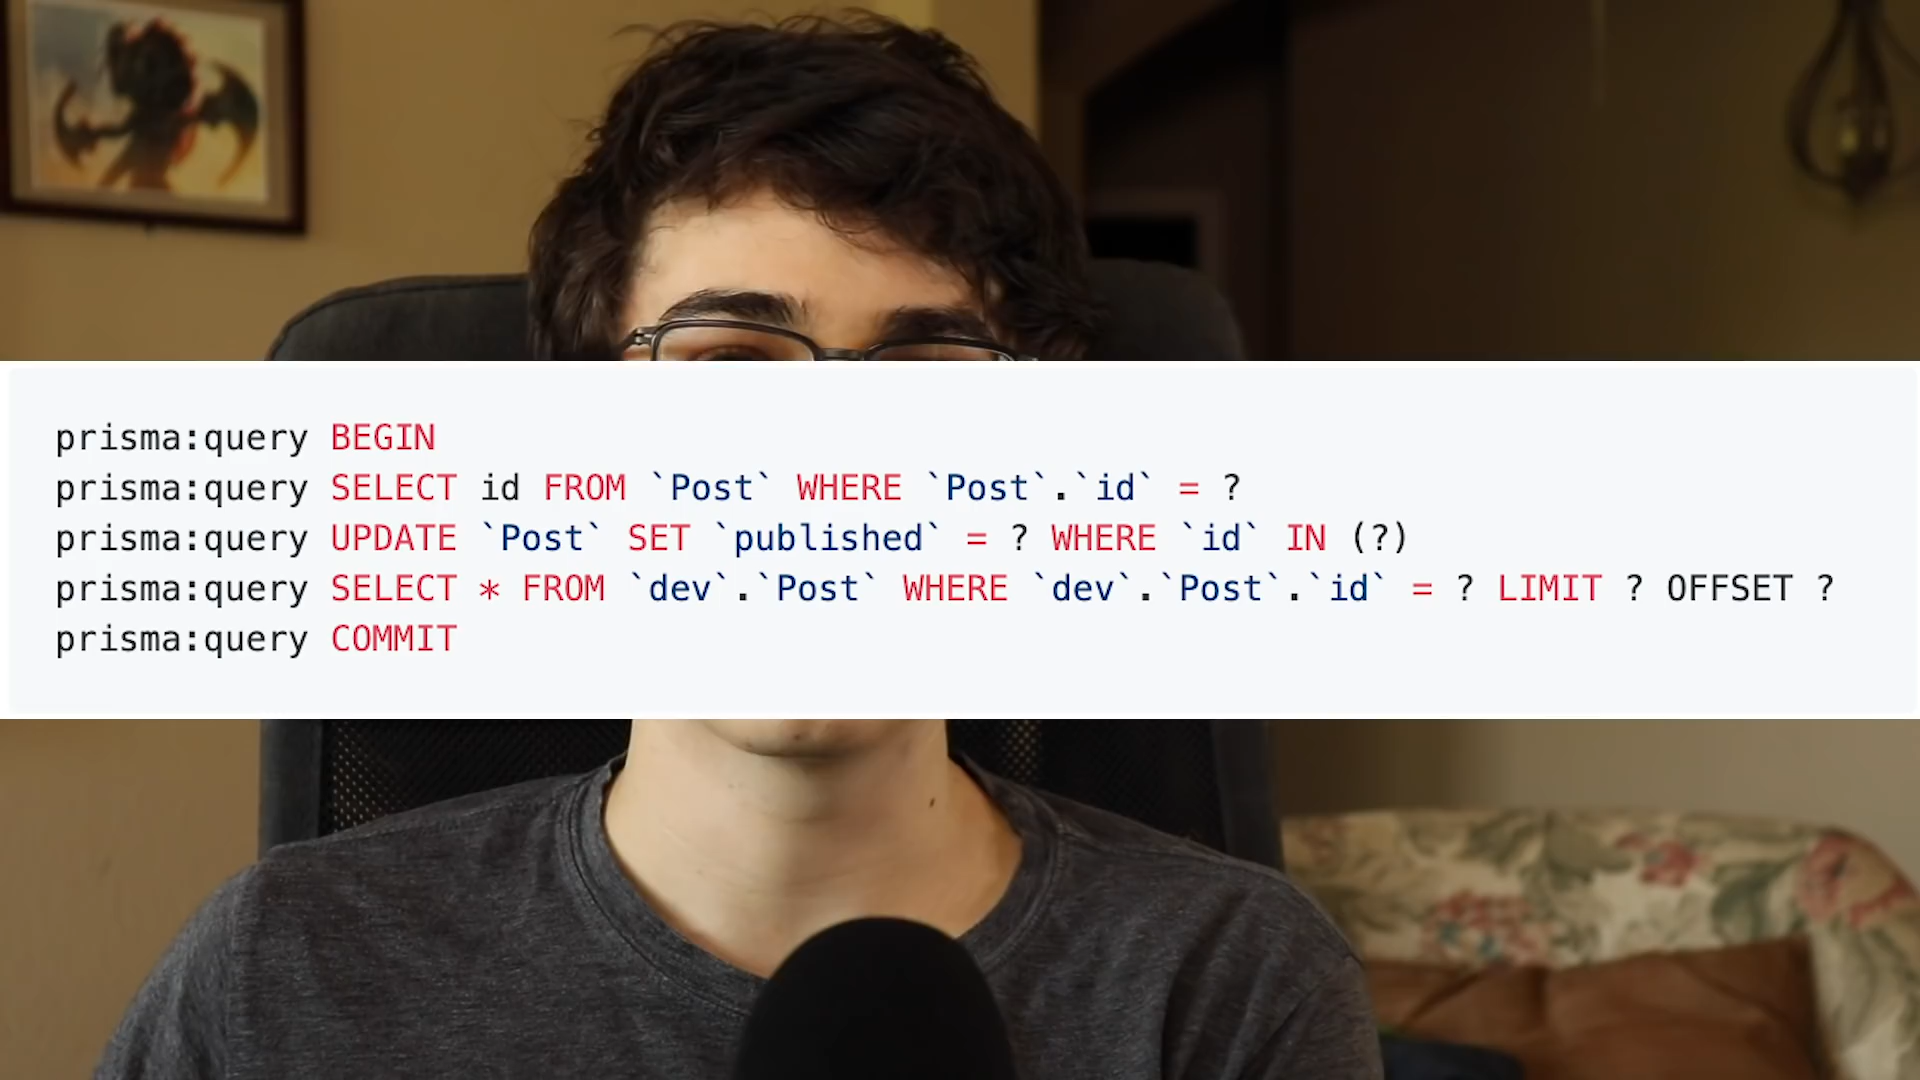 prisma:query BEGIN
prisma:query SELECT id FROM `Post` WHERE `Post`.`id` = ?
prisma:query UPDATE `Post` SET `published` = ? WHERE `id` IN (?)
prisma:query SELECT * FROM `dev`.`Post` WHERE `dev`.`Post`.`id` = ? LIMIT ? OFFSET ?
prisma:query COMMIT